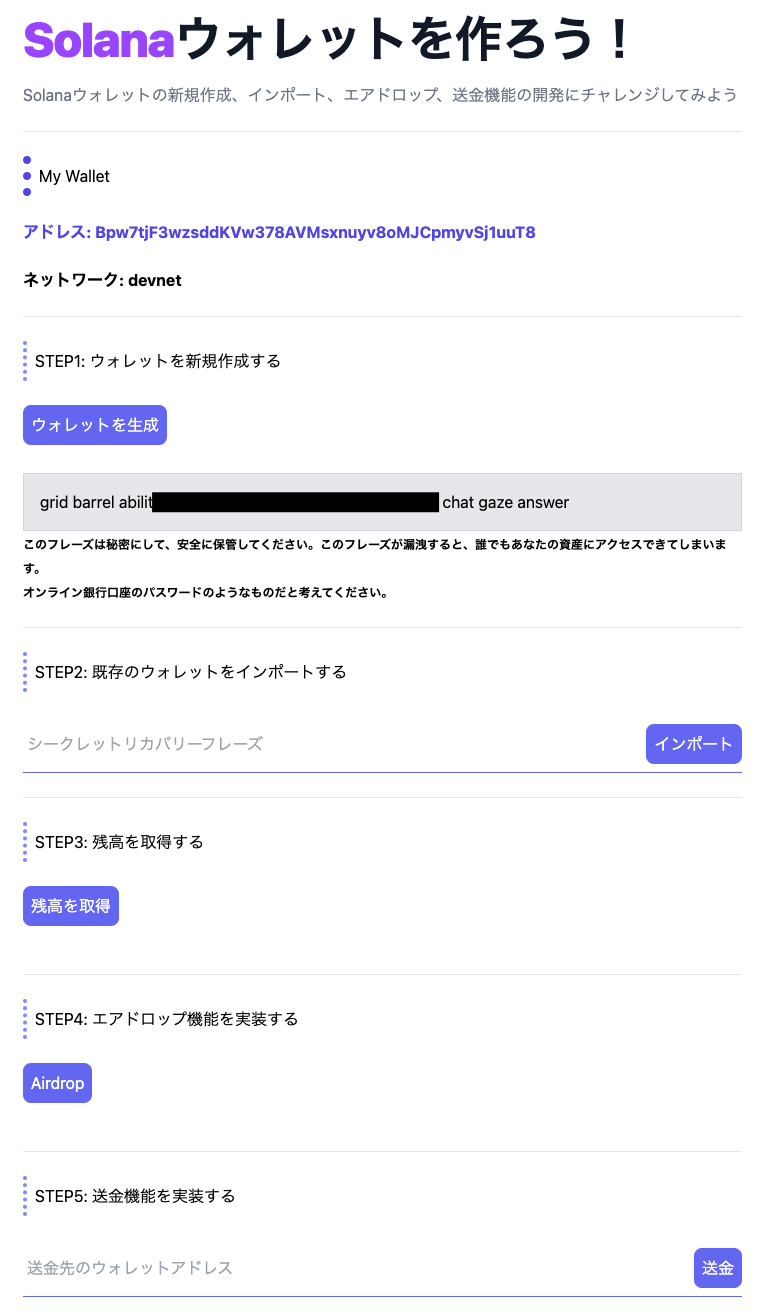 Solanaウォレットを作ろう！
Solanaウォレットの新規作成、インポート、エアドロップ、送金機能の開発にチャレンジしてみよう
My Wallet
アドレス: Bpw7tjF3wzsddKVw378AVMsxnuyv8oMJCpmyvSj1uuT8
ネットワーク: devnet
STEP1: ウォレットを新規作成する
ウォレットを生成
grid barrel abilit chat gaze answer
このフレーズは秘密にして、安全に保管してください。このフレーズが漏洩すると、誰でもあなたの資産にアクセスできてしまいま
す。
オンライン銀行口座のパスワードのようなものだと考えてください。
STEP2: 既存のウォレットをインポートする
シークレットリカバリーフレーズ
インポート
STEP3: 残高を取得する
残高を取得
STEP4: エアドロップ機能を実装する
Airdrop
STEP5: 送金機能を実装する
送金先のウォレットアドレス
送金